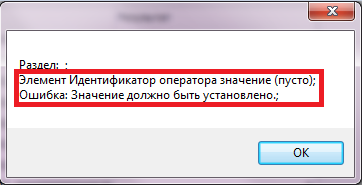 Раздел: :
Элемент Идентификатор оператора значение (пусто);
Ошибка: Значение должно быть установлено.;
OK